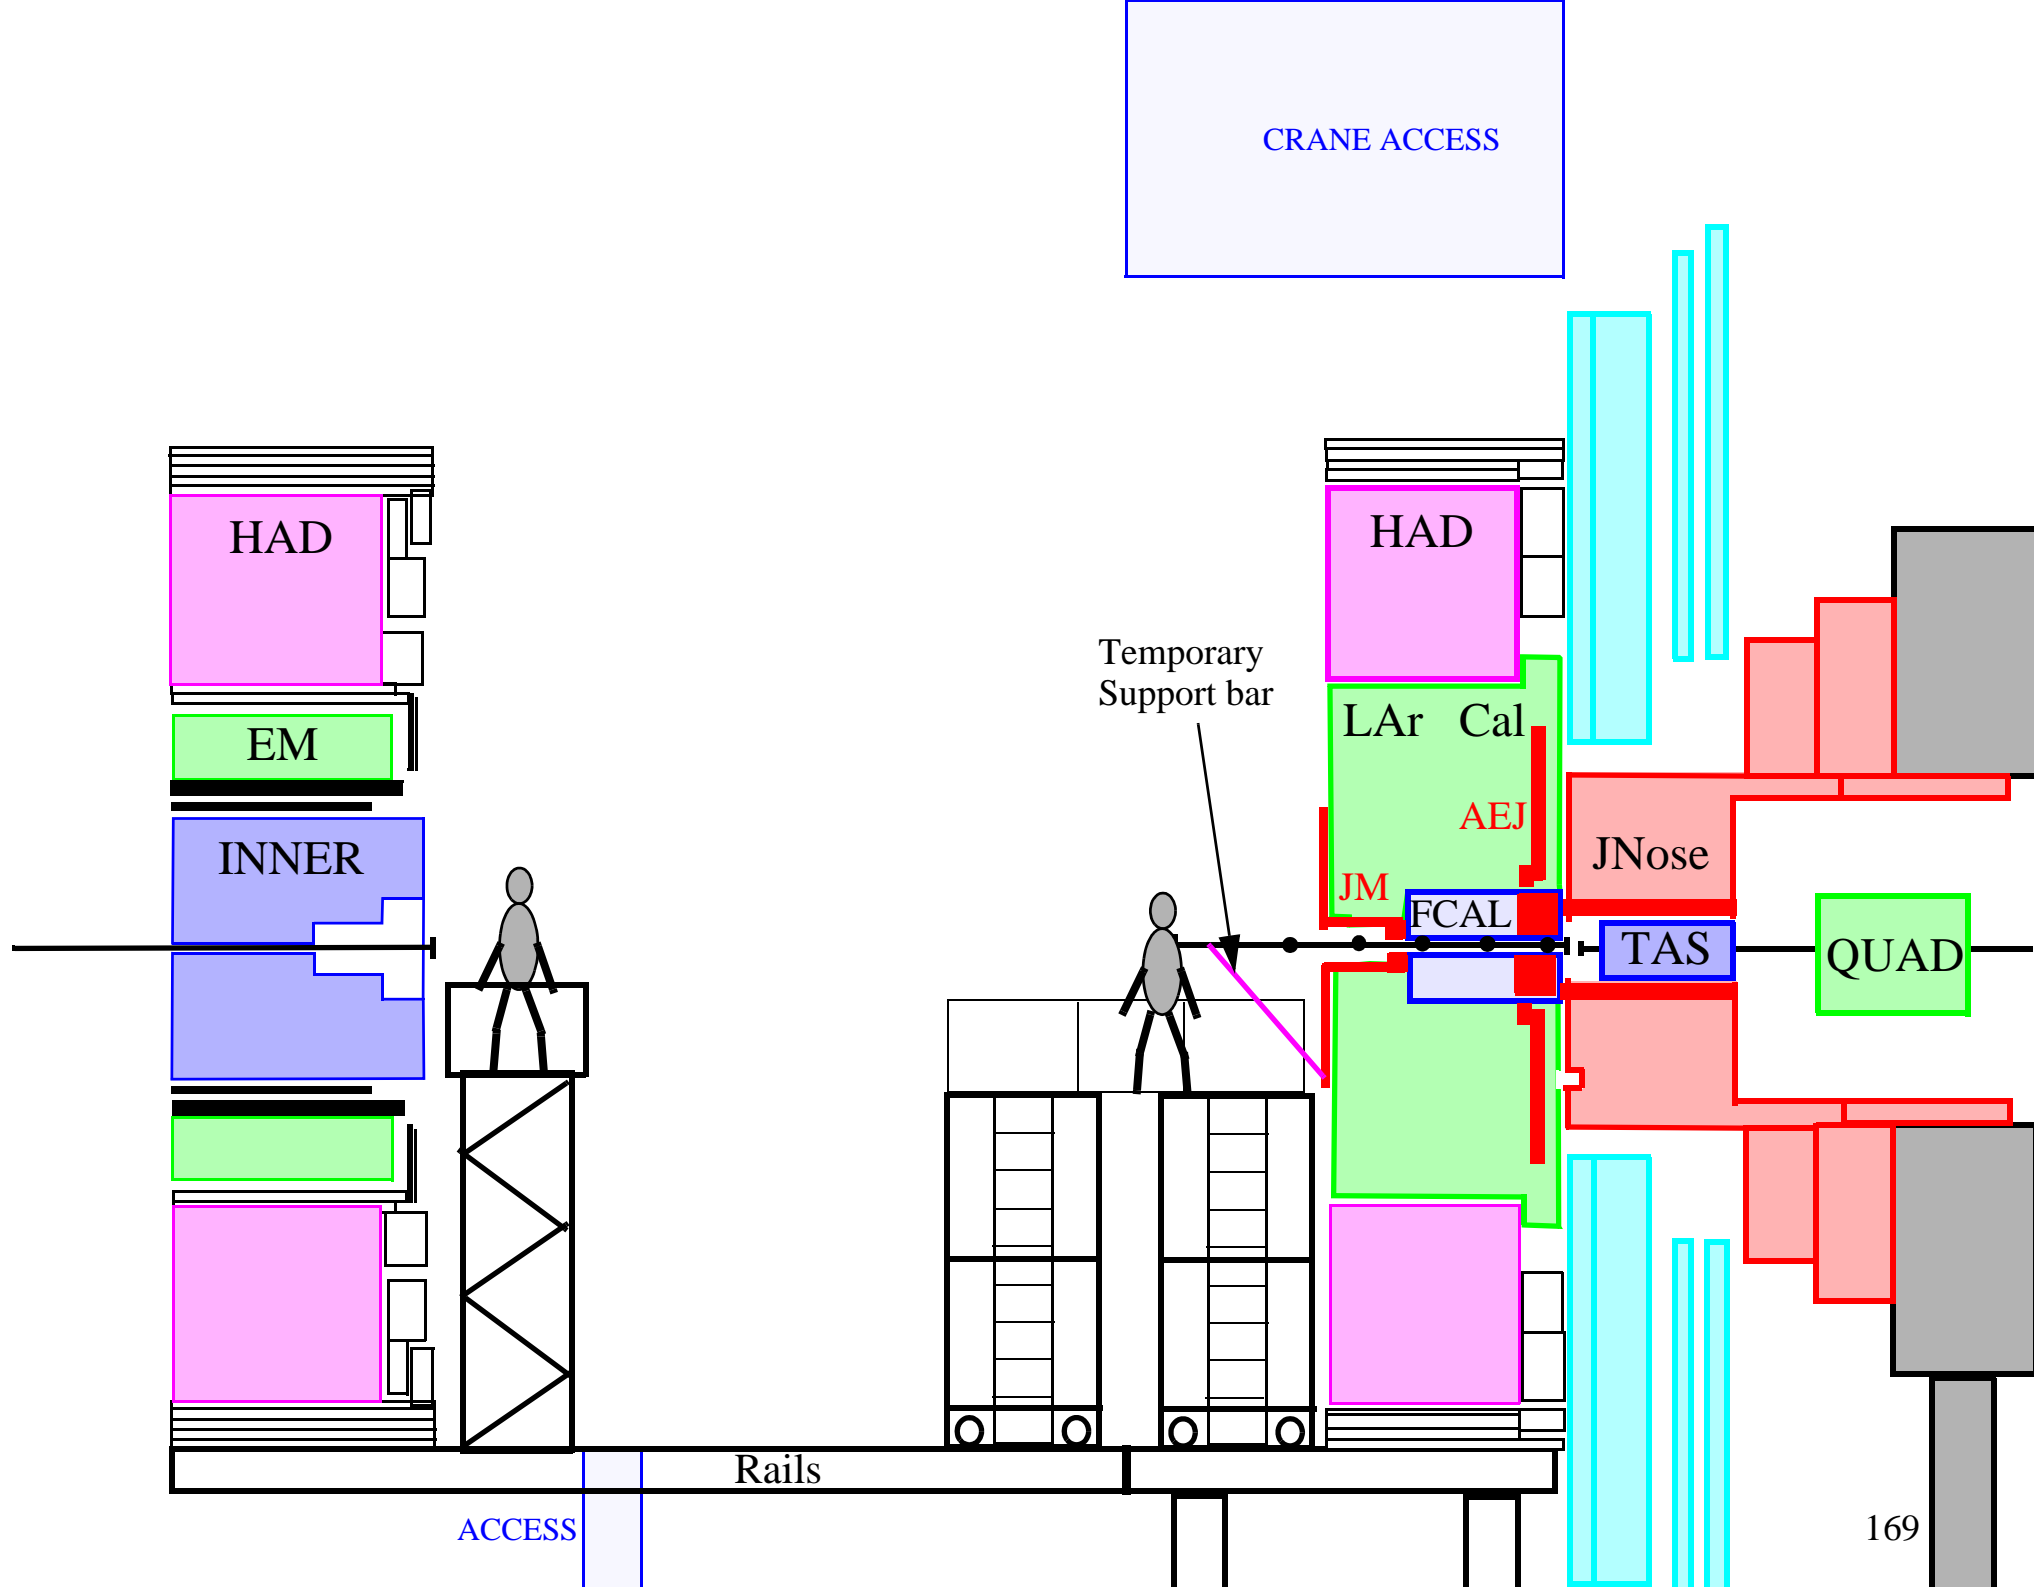 CRANE ACCESS
HAD
HAD
Temporary
Support bar
LAr Cal
EM
AEJ
JNose
INNER
JM
FCAL
TAS
QUAD
Rails
ACCESS
169